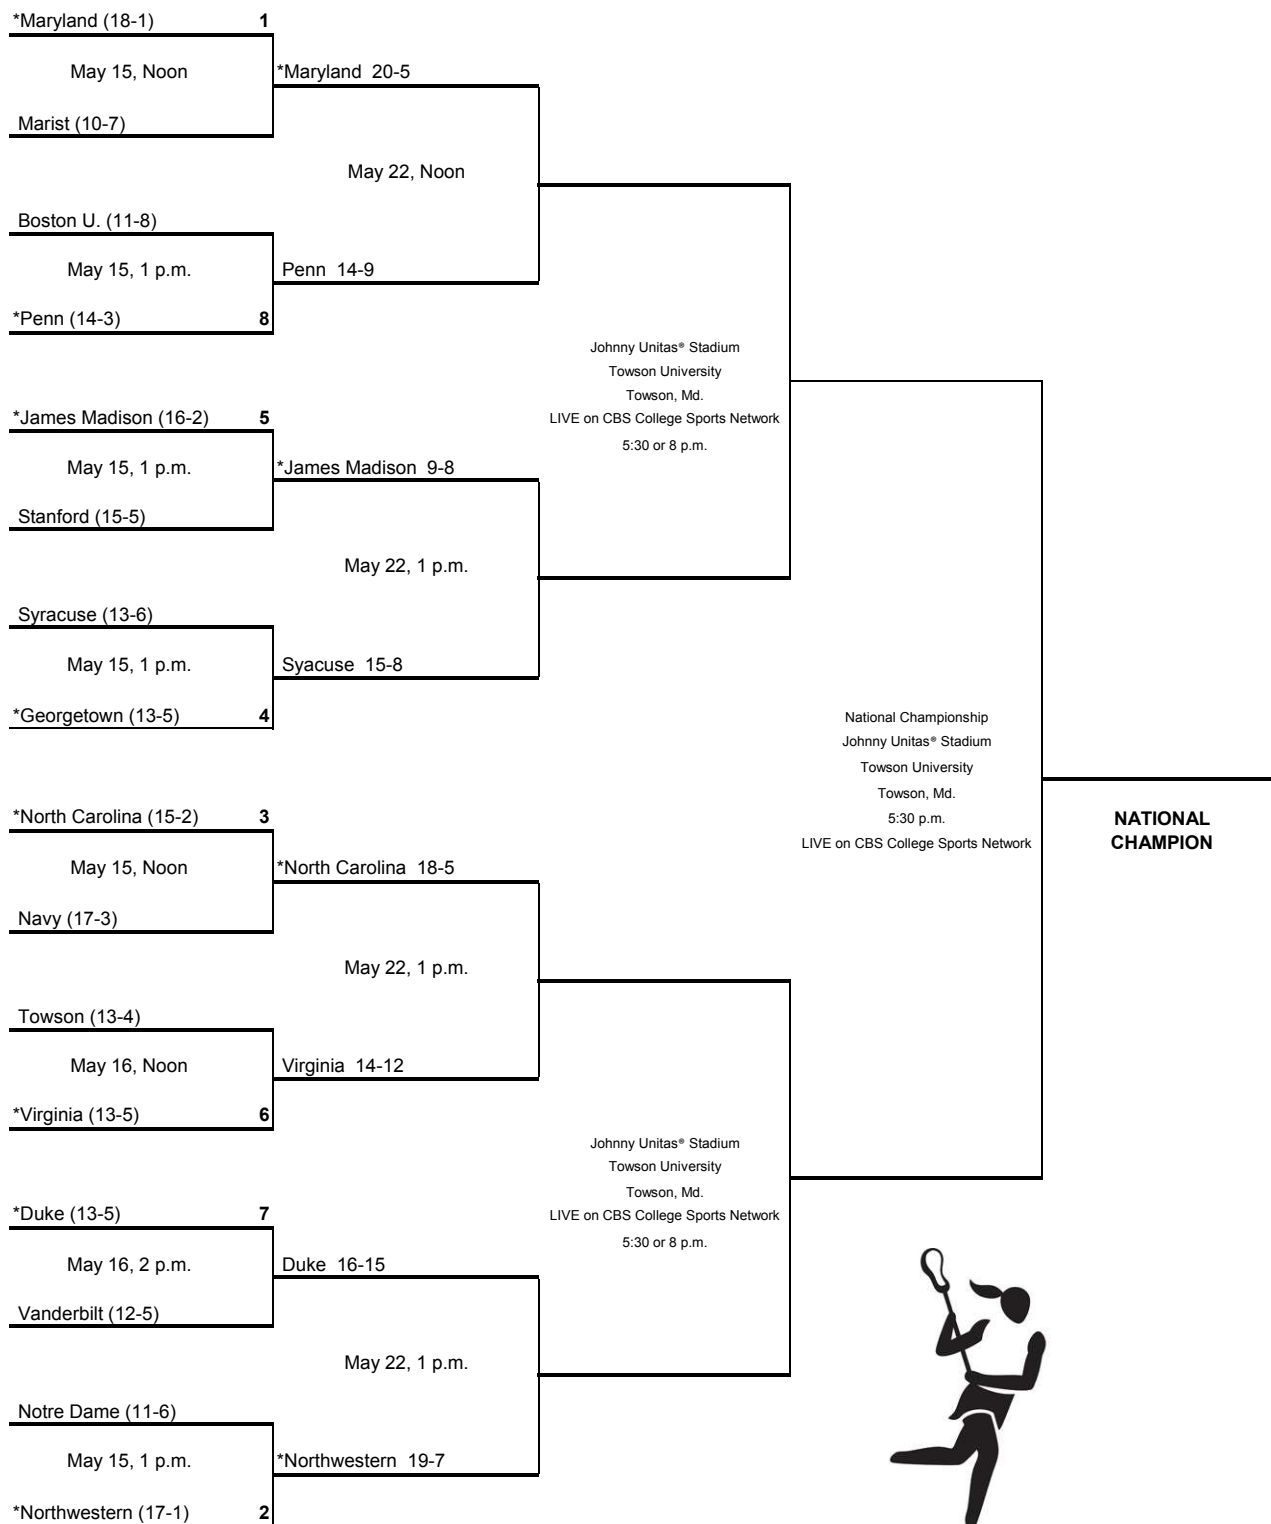 *Maryland (18-1) 1
May 15, Noon
*Maryland 20-5
Marist (10-7)
May 22, Noon
Boston U. (11-8)
May 15, 1 p.m.
Penn 14-9
*Penn (14-3) 8
Johnny Unitas® Stadium
Towson University
Towson, Md.
LIVE on CBS College Sports Network
5:30 or 8 p.m.
*James Madison (16-2) 5
May 15, 1 p.m.
*James Madison 9-8
Stanford (15-5)
May 22, 1 p.m.
Syracuse (13-6)
May 15, 1 p.m.
Syacuse 15-8
*Georgetown (13-5) 4
National Championship
Johnny Unitas® Stadium
Towson University
Towson, Md.
5:30 p.m.
LIVE on CBS College Sports Network
NATIONAL
CHAMPION
*North Carolina (15-2) 3
May 15, Noon
*North Carolina 18-5
Navy (17-3)
May 22, 1 p.m.
Towson (13-4)
May 16, Noon
Virginia 14-12
*Virginia (13-5) 6
Johnny Unitas® Stadium
Towson University
Towson, Md.
LIVE on CBS College Sports Network
5:30 or 8 p.m.
*Duke (13-5) 7
May 16, 2 p.m.
Duke 16-15
Vanderbilt (12-5)
May 22, 1 p.m.
Notre Dame (11-6)
May 15, 1 p.m.
*Northwestern 19-7
*Northwestern (17-1) 2